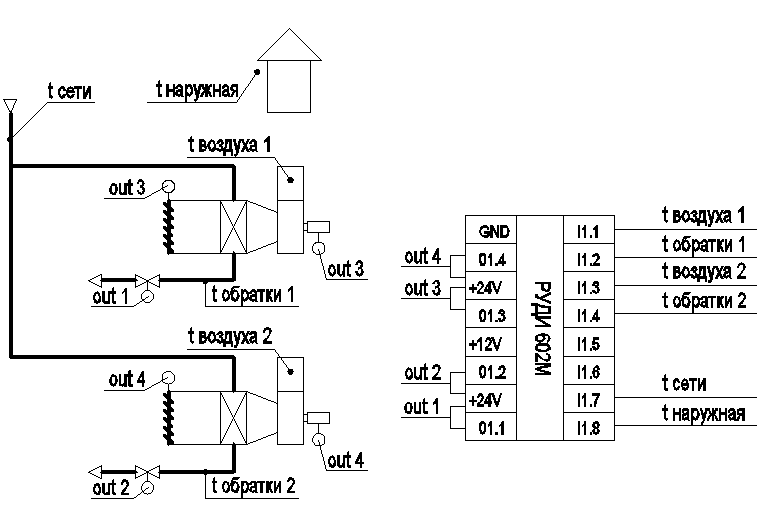 t сети
t наружная
t воздуха 1
out 3
out 3
out 1
t обратки 1
t воздуха 2
out 4
out 4
out 2
t обратки 2
out 4
out 3
out 2
out 1
GND
01.4
+24V
01.3
+12V
01.2
+24V
01.1
РУДИ 602М
I1.1
I1.2
I1.3
I1.4
I1.5
I1.6
I1.7
I1.8
t воздуха 1
t обратки 1
t воздуха 2
t обратки 2
t сети
t наружная